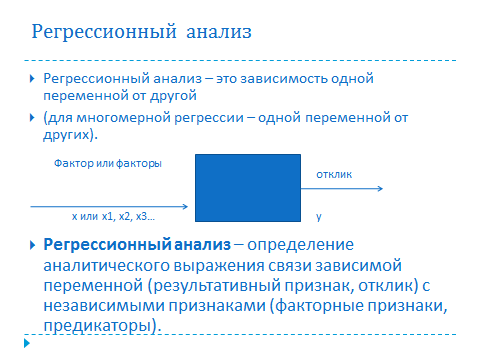 Регрессионный анализ
Регрессионный анализ – это зависимость одной
переменной от другой
(для многомерной регрессии – одной переменной от
других).
Фактор или факторы
отклик
x или x1, x2, x3...
y
Регрессионный анализ – определение
аналитического выражения связи зависимой
переменной (результативный признак, отклик) с
независимыми признаками (факторные признаки,
предикаторы).